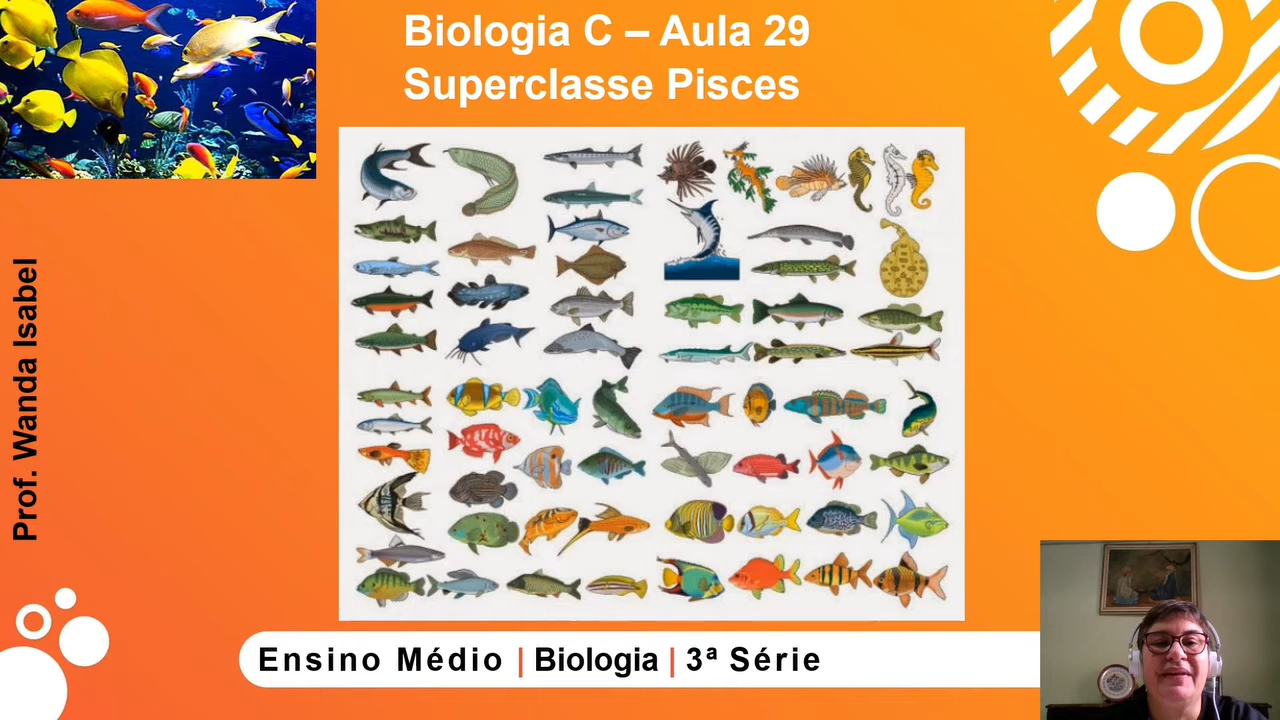 Biologia C – Aula 29
Superclasse Pisces
Prof. Wanda Isabel
Ensino Médio | Biologia | 3ª Série